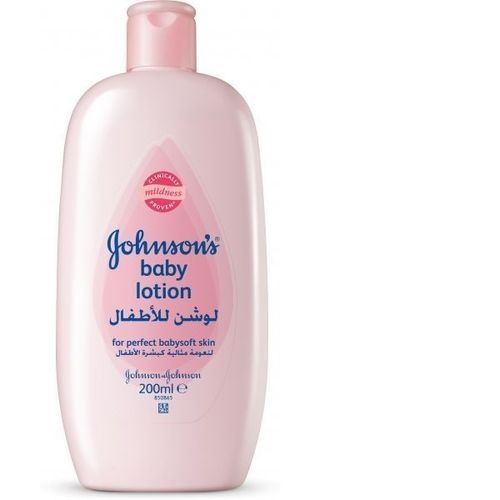 CLINICALLY
mildness
PROVEN*
Johnson's®
baby
lotion
لوشن للأطفال
for perfect babysoft skin
لنعومة مثالية كبشرة الأطفال
Johnson & Johnson
200ml e
850865